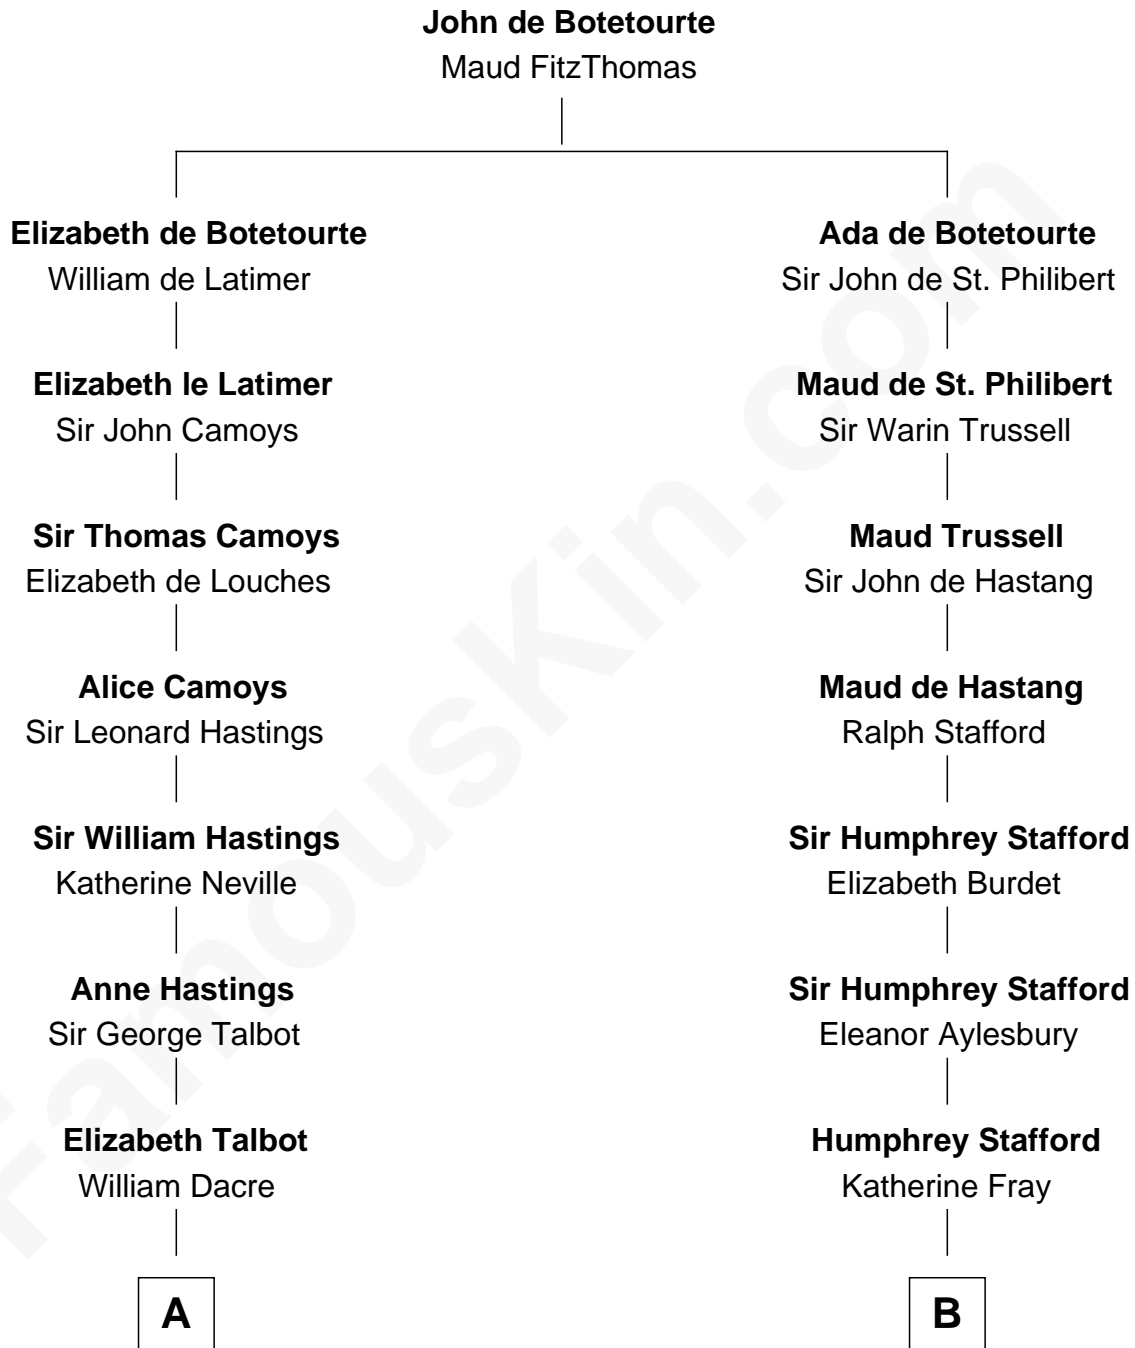 John de Botetourte
Maud FitzThomas
Elizabeth de Botetourte
William de Latimer
Ada de Botetourte
Sir John de St. Philibert
Elizabeth le Latimer
Sir John Camoys
Maud de St. Philibert
Sir Warin Trussell
Sir Thomas Camoys
Elizabeth de Louches
Maud Trussell
Sir John de Hastang
Alice Camoys
Sir Leonard Hastings
Maud de Hastang
Ralph Stafford
Sir William Hastings
Katherine Neville
Sir Humphrey Stafford
Elizabeth Burdet
Anne Hastings
Sir George Talbot
Sir Humphrey Stafford
Eleanor Aylesbury
Elizabeth Talbot
William Dacre
Humphrey Stafford
Katherine Fray
A
B
FamousKin.com